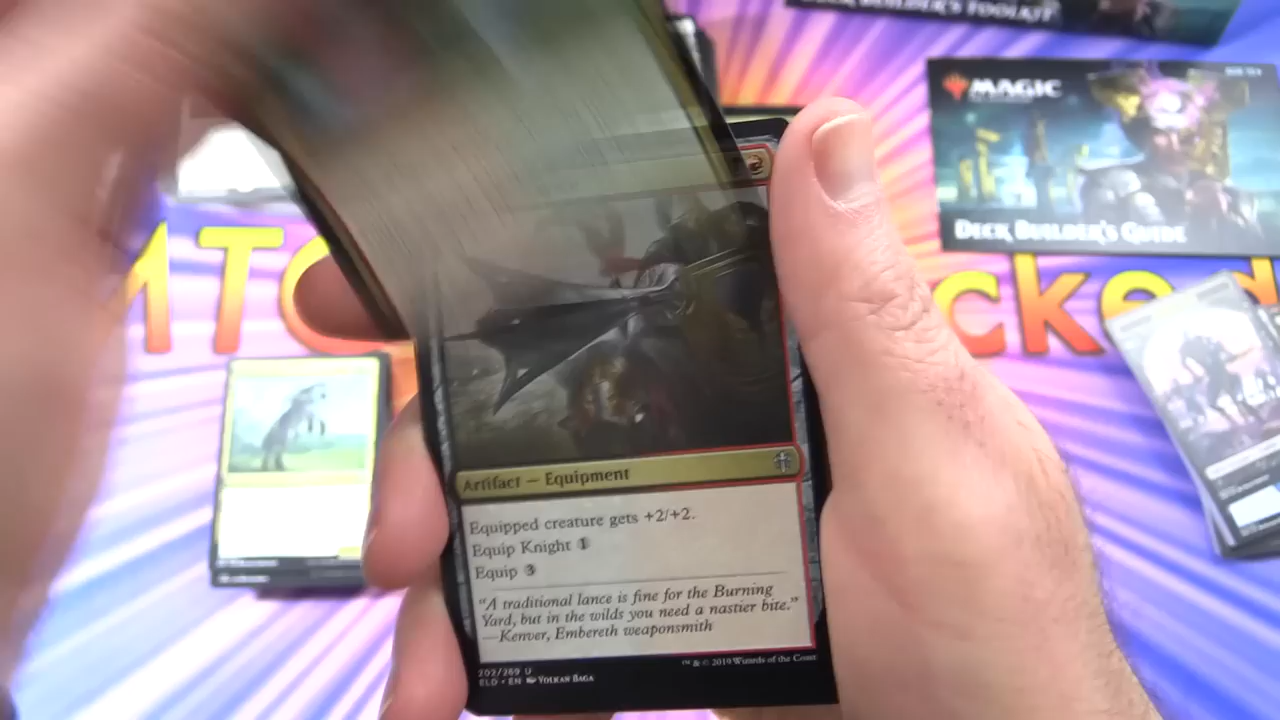 DECK BUILDER'S TOOLKIT
MAGIC
DECK BUILDER'S GUIDE
MTG
cked
Artifact — Equipment
Equipped creature gets +2/+2.
Equip Knight 1
Equip 3
"A traditional lance is fine for the Burning
Yard, but in the wilds you need a nastier bite."
—Kenver, Embereth weaponsmith
202/269 U
ELD • EN VOLKAN BAGA
™ & © 2019 Wizards of the Coast